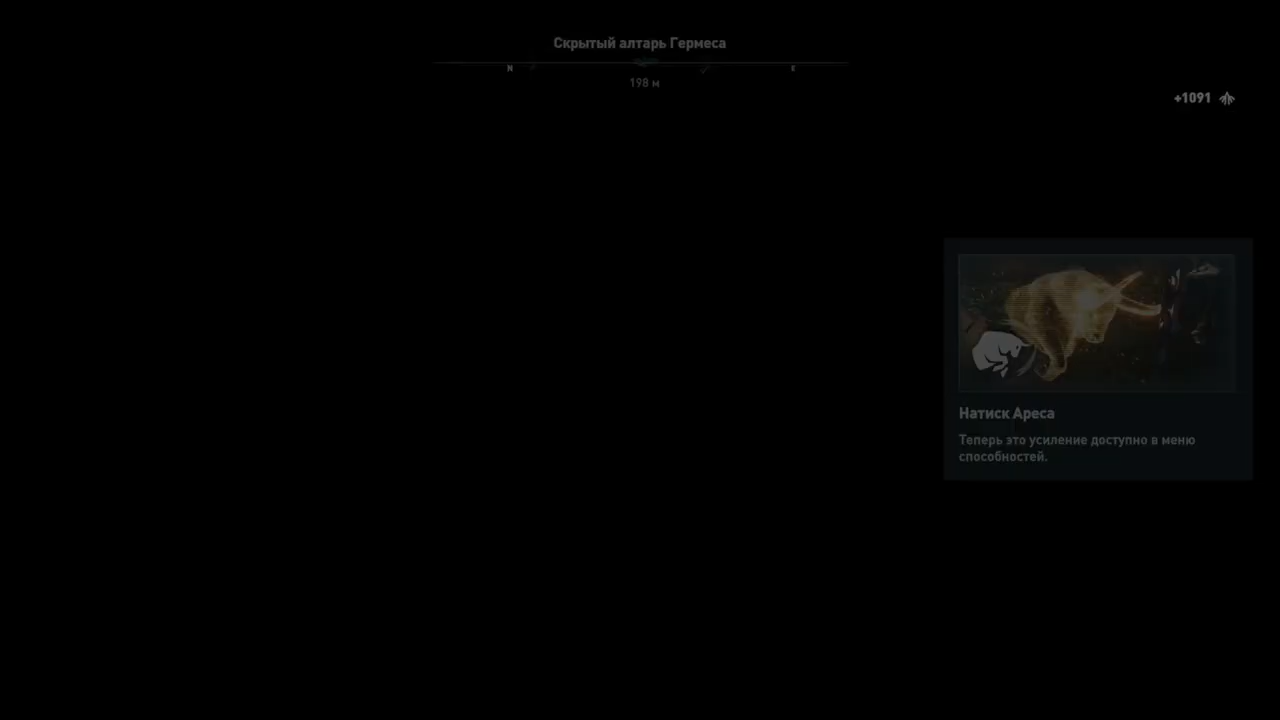 Скрытый алтарь Гермеса
N
E
198 м
+1091
Натиск Ареса
Теперь это усиление доступно в меню
способностей.